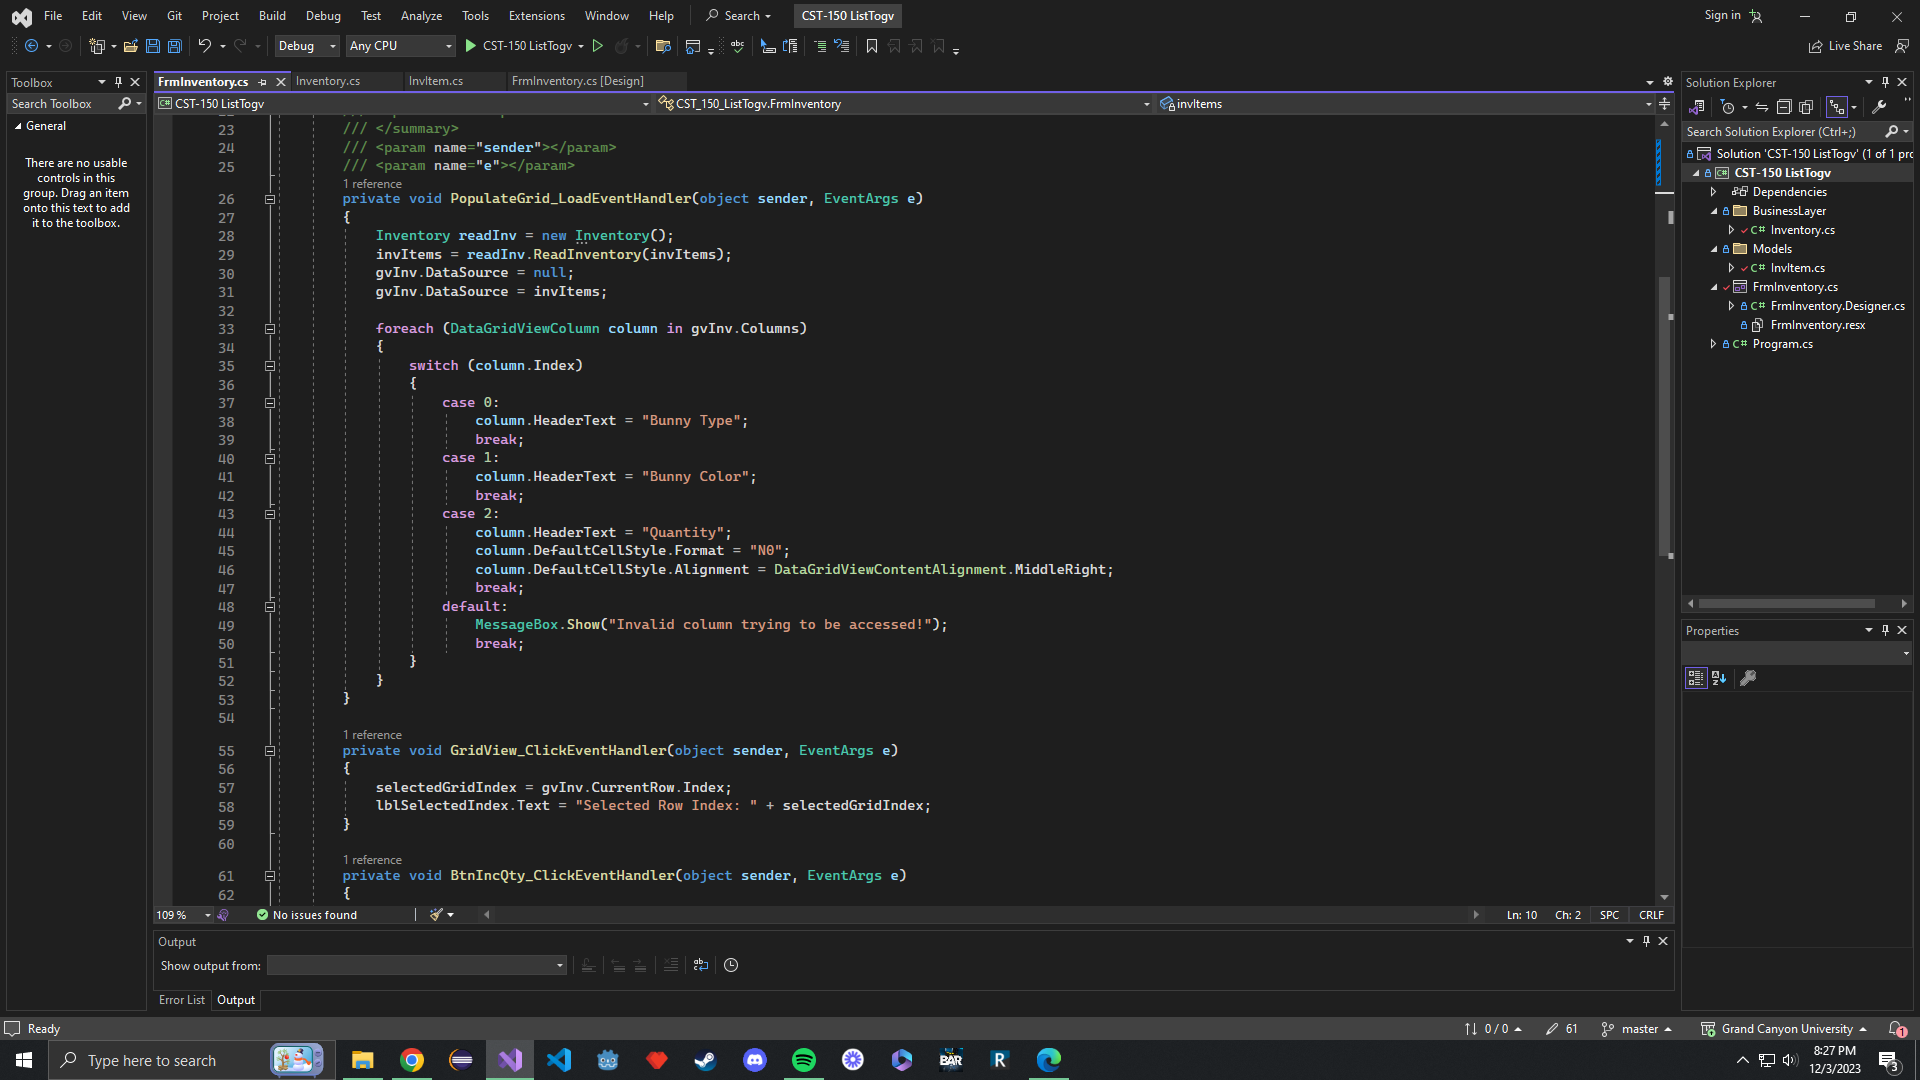 File Edit View Git Project Build Debug Test Analyze Tools Extensions Window Help Search CST-150 ListTogv Sign in
Debug Any CPU CST-150 ListTogv Live Share
Toolbox
Search Toolbox
General
There are no usable
controls in this
group. Drag an item
onto this text to add
it to the toolbox.
FrmInventory.cs Inventory.cs InvItem.cs FrmInventory.cs [Design]
CST-150 ListTogv CST_150_ListTogv.FrmInventory invItems
23 /// </summary>
24 /// <param name="sender"></param>
25 /// <param name="e"></param>
1 reference
26 private void PopulateGrid_LoadEventHandler(object sender, EventArgs e)
27 {
28 Inventory readInv = new Inventory();
29 invItems = readInv.ReadInventory(invItems);
30 gvInv.DataSource = null;
31 gvInv.DataSource = invItems;
32
33 foreach (DataGridViewColumn column in gvInv.Columns)
34 {
35 switch (column.Index)
36 {
37 case 0:
38 column.HeaderText = "Bunny Type";
39 break;
40 case 1:
41 column.HeaderText = "Bunny Color";
42 break;
43 case 2:
44 column.HeaderText = "Quantity";
45 column.DefaultCellStyle.Format = "N0";
46 column.DefaultCellStyle.Alignment = DataGridViewContentAlignment.MiddleRight;
47 break;
48 default:
49 MessageBox.Show("Invalid column trying to be accessed!");
50 break;
51 }
52 }
53 }
54
1 reference
55 private void GridView_ClickEventHandler(object sender, EventArgs e)
56 {
57 selectedGridIndex = gvInv.CurrentRow.Index;
58 lblSelectedIndex.Text = "Selected Row Index: " + selectedGridIndex;
59 }
60
1 reference
61 private void BtnIncQty_ClickEventHandler(object sender, EventArgs e)
62 {
109 % No issues found Ln: 10 Ch: 2 SPC CRLF
Output
Show output from:
Error List Output
Solution Explorer
Search Solution Explorer (Ctrl+;)
Solution 'CST-150 ListTogv' (1 of 1 pro
CST-150 ListTogv
Dependencies
BusinessLayer
C# Inventory.cs
Models
C# InvItem.cs
FrmInventory.cs
C# FrmInventory.Designer.cs
FrmInventory.resx
C# Program.cs
Properties
Ready 0 / 0 61 master Grand Canyon University 1
Type here to search BAR R 8:27 PM
12/3/2023 3